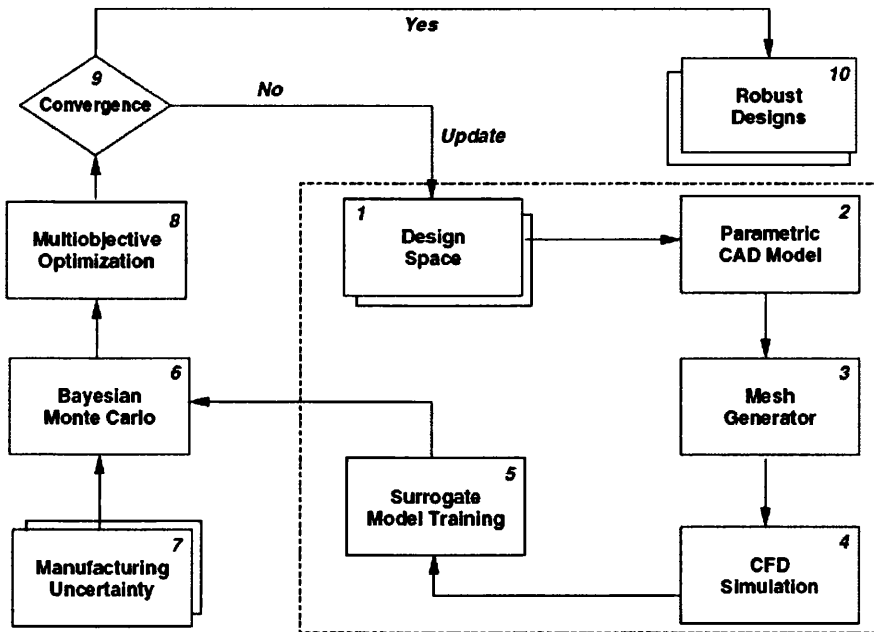 Yes
9
Convergence
No
Update
10
Robust
Designs
1
Design
Space
2
Parametric
CAD Model
8
Multiobjective
Optimization
6
Bayesian
Monte Carlo
3
Mesh
Generator
5
Surrogate
Model Training
7
Manufacturing
Uncertainty
4
CFD
Simulation